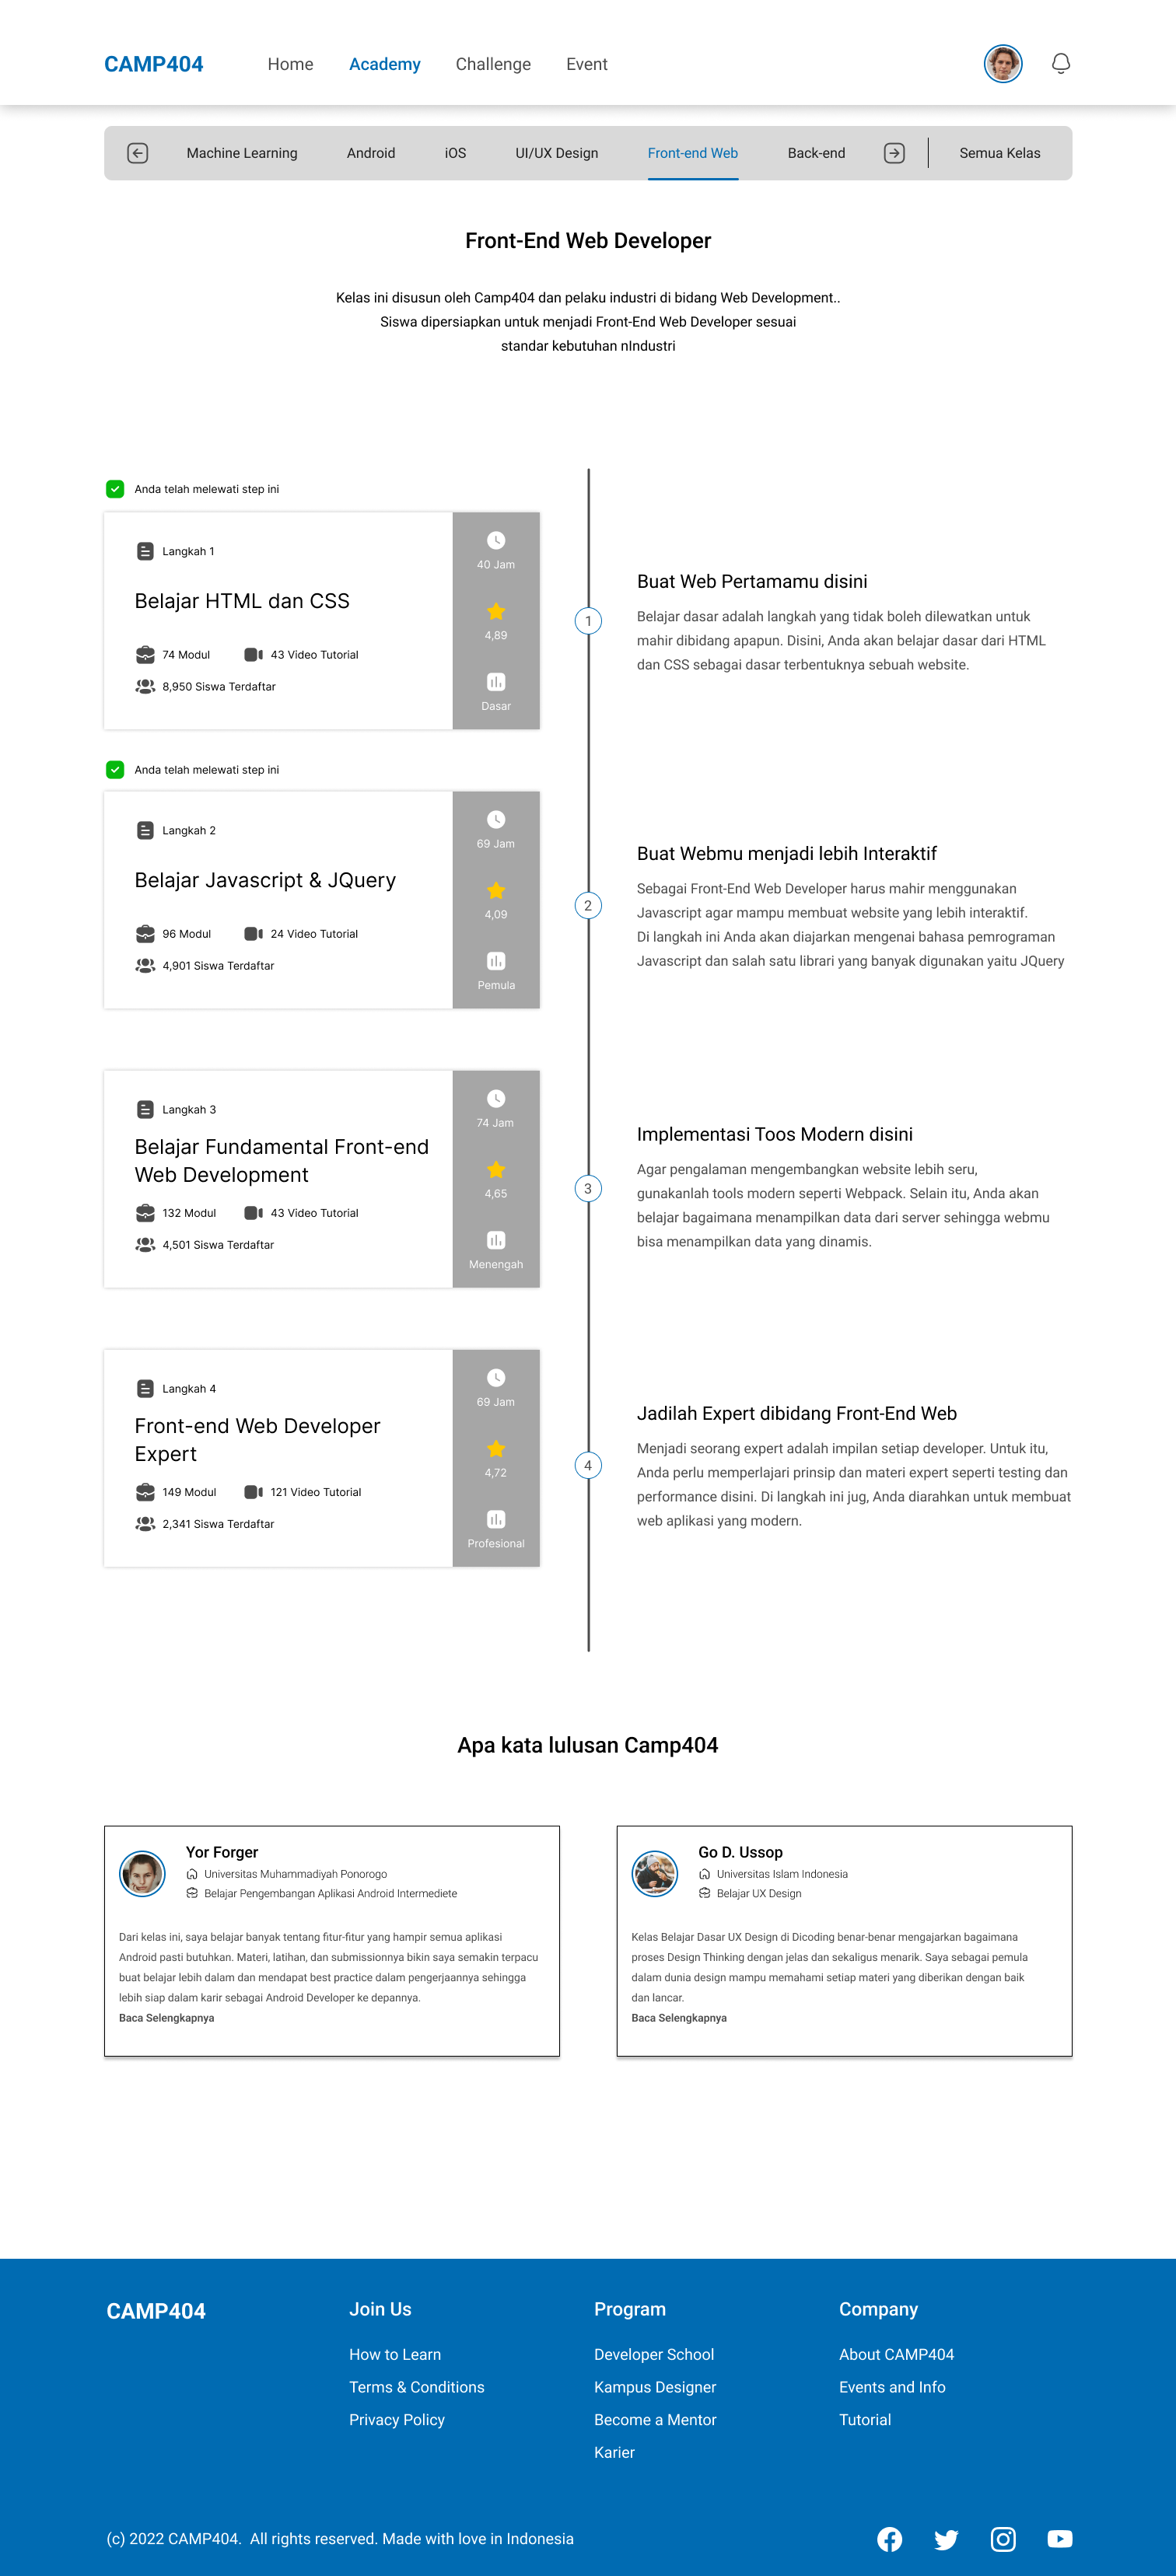 CAMP404
Home
Academy
Challenge
Event
Machine Learning
Android
iOS
UI/UX Design
Front-end Web
Back-end
Semua Kelas
Front-End Web Developer
Kelas ini disusun oleh Camp404 dan pelaku industri di bidang Web Development..
Siswa dipersiapkan untuk menjadi Front-End Web Developer sesuai
standar kebutuhan nIndustri
Anda telah melewati step ini
Langkah 1
Belajar HTML dan CSS
74 Modul
43 Video Tutorial
8,950 Siswa Terdaftar
40 Jam
4,89
Dasar
1
Buat Web Pertamamu disini
Belajar dasar adalah langkah yang tidak boleh dilewatkan untuk
mahir dibidang apapun. Disini, Anda akan belajar dasar dari HTML
dan CSS sebagai dasar terbentuknya sebuah website.
Anda telah melewati step ini
Langkah 2
Belajar Javascript & JQuery
96 Modul
24 Video Tutorial
4,901 Siswa Terdaftar
69 Jam
4,09
Pemula
2
Buat Webmu menjadi lebih Interaktif
Sebagai Front-End Web Developer harus mahir menggunakan
Javascript agar mampu membuat website yang lebih interaktif.
Di langkah ini Anda akan diajarkan mengenai bahasa pemrograman
Javascript dan salah satu librari yang banyak digunakan yaitu JQuery
Langkah 3
Belajar Fundamental Front-end
Web Development
132 Modul
43 Video Tutorial
4,501 Siswa Terdaftar
74 Jam
4,65
Menengah
3
Implementasi Toos Modern disini
Agar pengalaman mengembangkan website lebih seru,
gunakanlah tools modern seperti Webpack. Selain itu, Anda akan
belajar bagaimana menampilkan data dari server sehingga webmu
bisa menampilkan data yang dinamis.
Langkah 4
Front-end Web Developer
Expert
149 Modul
121 Video Tutorial
2,341 Siswa Terdaftar
69 Jam
4,72
Profesional
4
Jadilah Expert dibidang Front-End Web
Menjadi seorang expert adalah impilan setiap developer. Untuk itu,
Anda perlu memperlajari prinsip dan materi expert seperti testing dan
performance disini. Di langkah ini jug, Anda diarahkan untuk membuat
web aplikasi yang modern.
Apa kata lulusan Camp404
Yor Forger
Universitas Muhammadiyah Ponorogo
Belajar Pengembangan Aplikasi Android Intermediete
Dari kelas ini, saya belajar banyak tentang fitur-fitur yang hampir semua aplikasi
Android pasti butuhkan. Materi, latihan, dan submissionnya bikin saya semakin terpacu
buat belajar lebih dalam dan mendapat best practice dalam pengerjaannya sehingga
lebih siap dalam karir sebagai Android Developer ke depannya.
Baca Selengkapnya
Go D. Ussop
Universitas Islam Indonesia
Belajar UX Design
Kelas Belajar Dasar UX Design di Dicoding benar-benar mengajarkan bagaimana
proses Design Thinking dengan jelas dan sekaligus menarik. Saya sebagai pemula
dalam dunia design mampu memahami setiap materi yang diberikan dengan baik
dan lancar.
Baca Selengkapnya
CAMP404
Join Us
How to Learn
Terms & Conditions
Privacy Policy
Program
Developer School
Kampus Designer
Become a Mentor
Karier
Company
About CAMP404
Events and Info
Tutorial
(c) 2022 CAMP404.  All rights reserved. Made with love in Indonesia